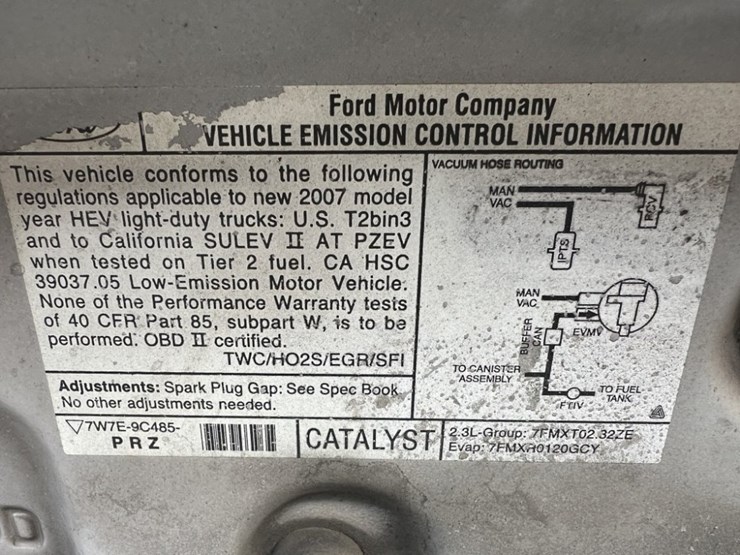 Ford Motor Company
VEHICLE EMISSION CONTROL INFORMATION
This vehicle conforms to the following
regulations applicable to new 2007 model
year HEV light-duty trucks: U.S. T2bin3
and to California SULEV II AT PZEV
when tested on Tier 2 fuel. CA HSC
39037.05 Low-Emission Motor Vehicle.
None of the Performance Warranty tests
of 40 CFR Part 85, subpart W, is to be
performed. OBD II certified.
TWC/HO2S/EGR/SFI
Adjustments: Spark Plug Gap: See Spec Book.
No other adjustments needed.
7W7E-9C485-
PRZ
CATALYST
VACUUM HOSE ROUTING
MAN
VAC
RCV
IPTS
MAN
VAC
BUFFER
CAN
EVMV
TO CANISTER
ASSEMBLY
TO FUEL
TANK
FTIV
2.3L-Group: 7FMXT02.32ZE
Evap: 7FMXR0120GCY